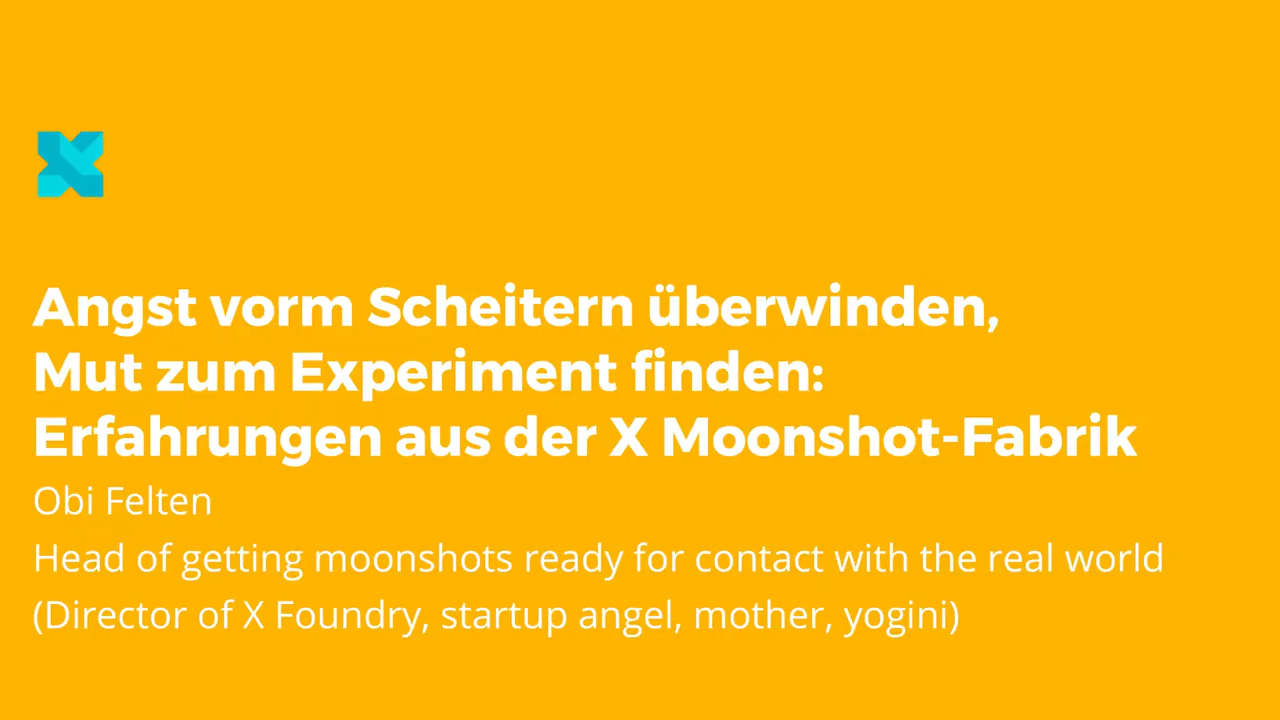 Angst vorm Scheitern überwinden,
Mut zum Experiment finden:
Erfahrungen aus der X Moonshot-Fabrik
Obi Felten
Head of getting moonshots ready for contact with the real world
(Director of X Foundry, startup angel, mother, yogini)